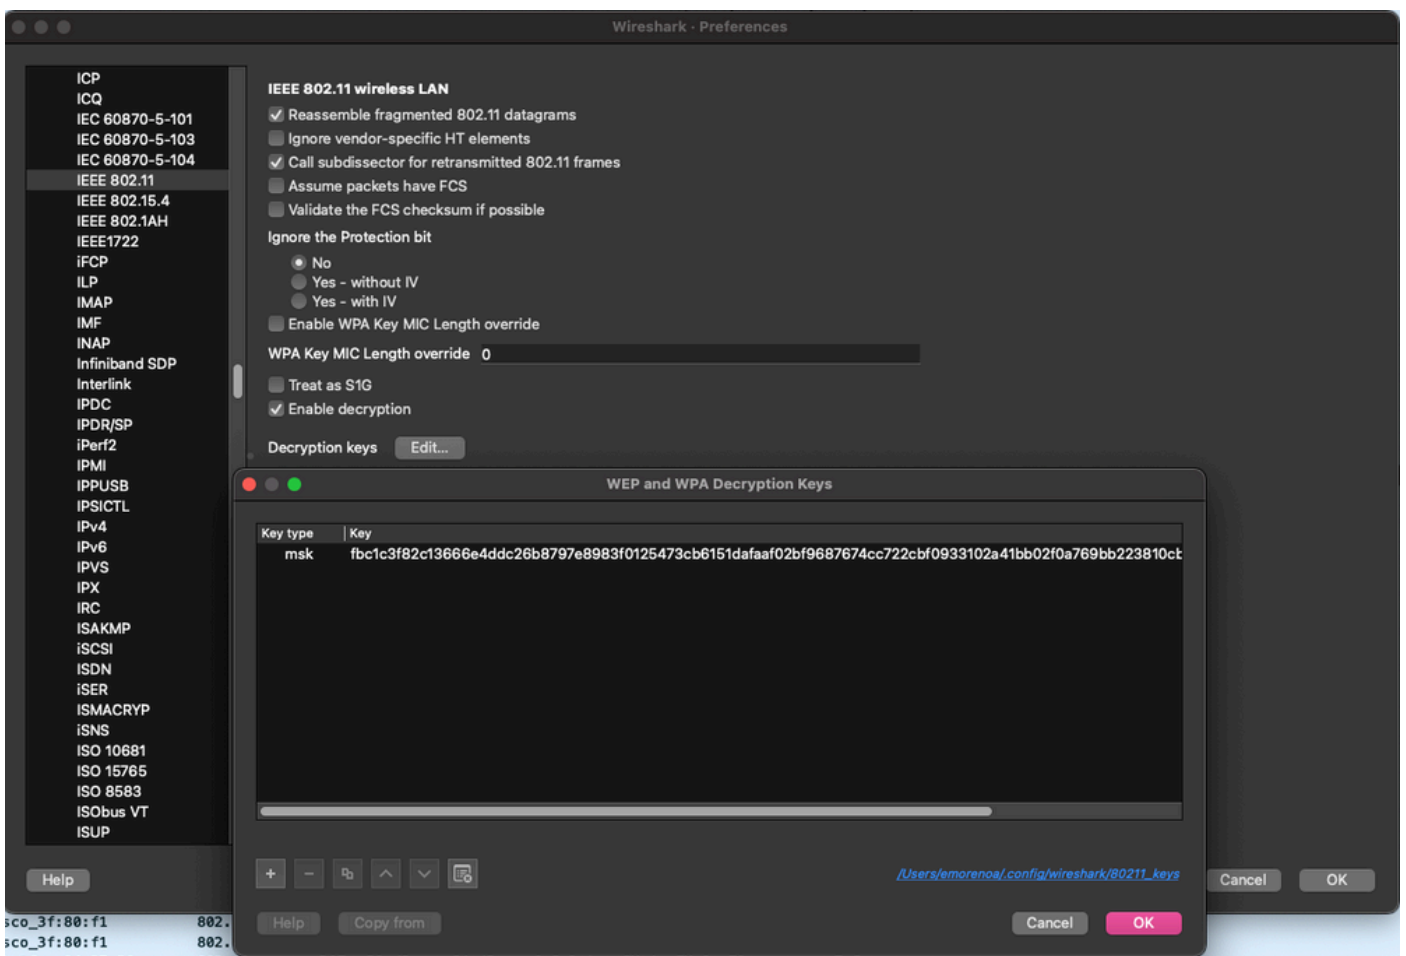 Wireshark · Preferences
ICP
ICQ
IEC 60870-5-101
IEC 60870-5-103
IEC 60870-5-104
IEEE 802.11
IEEE 802.15.4
IEEE 802.1AH
IEEE1722
iFCP
ILP
IMAP
IMF
INAP
Infiniband SDP
Interlink
IPDC
IPDR/SP
iPerf2
IPMI
IPPUSB
IPSICTL
IPv4
IPv6
IPVS
IPX
IRC
ISAKMP
iSCSI
ISDN
iSER
ISMACRYP
iSNS
ISO 10681
ISO 15765
ISO 8583
ISObus VT
ISUP
IEEE 802.11 wireless LAN
Reassemble fragmented 802.11 datagrams
Ignore vendor-specific HT elements
Call subdissector for retransmitted 802.11 frames
Assume packets have FCS
Validate the FCS checksum if possible
Ignore the Protection bit
No
Yes - without IV
Yes - with IV
Enable WPA Key MIC Length override
WPA Key MIC Length override 0
Treat as S1G
Enable decryption
Decryption keys Edit...
WEP and WPA Decryption Keys
Key type Key
msk fbc1c3f82c13666e4ddc26b8797e8983f0125473cb6151dafaaf02bf9687674cc722cbf0933102a41bb02f0a769bb223810cb
/Users/emorenoa/.config/wireshark/80211_keys
Help Copy from Cancel OK
Help Cancel OK
sco_3f:80:f1 802.
sco_3f:80:f1 802.